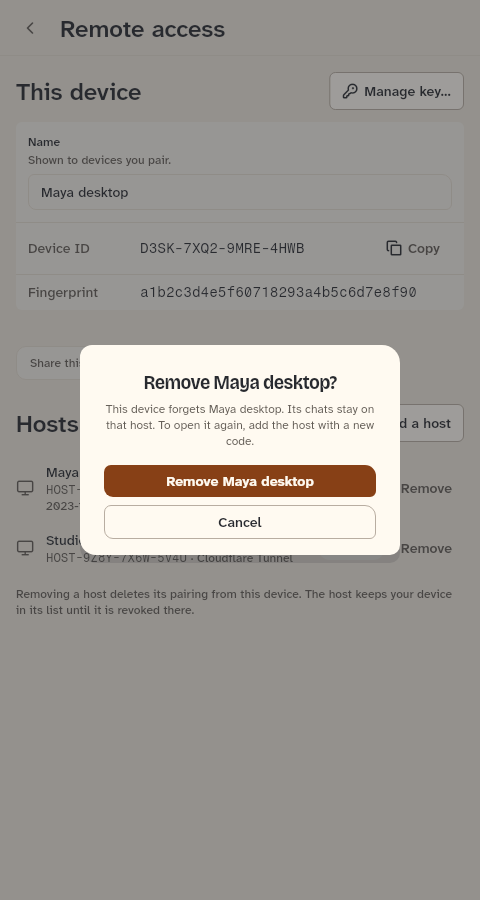 Remote access
This device
Manage key...
Name
Shown to devices you pair.
Maya desktop
Device ID
D3SK-7XQ2-9MRE-4HWB
Copy
Fingerprint
a1b2c3d4e5f60718293a4b5c6d7e8f90
Share this
Remove Maya desktop?
This device forgets Maya desktop. Its chats stay on
that host. To open it again, add the host with a new
code.
Remove Maya desktop
Cancel
Hosts
a host
Maya
HOST-
2023-
Remove
Studio
HOST-9Z8Y-7X6W-5V4U · Cloudflare Tunnel
Remove
Removing a host deletes its pairing from this device. The host keeps your device
in its list until it is revoked there.